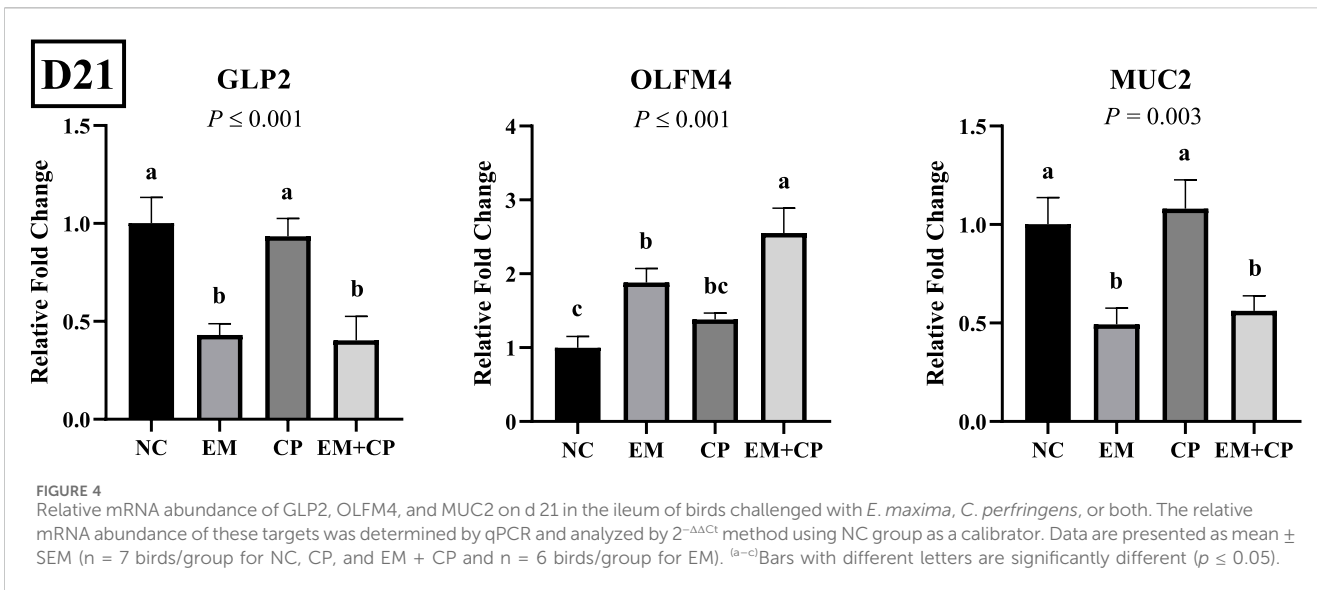 D21
GLP2
P ≤ 0.001
Relative Fold Change
1.5
1.0
0.5
0.0
a
b
a
b
NC EM CP EM+CP
OLFM4
P ≤ 0.001
Relative Fold Change
4
3
2
1
0
c
b
bc
a
NC EM CP EM+CP
MUC2
P = 0.003
Relative Fold Change
1.5
1.0
0.5
0.0
a
b
a
b
NC EM CP EM+CP
FIGURE 4
Relative mRNA abundance of GLP2, OLFM4, and MUC2 on d 21 in the ileum of birds challenged with E. maxima, C. perfringens, or both. The relative
mRNA abundance of these targets was determined by qPCR and analyzed by 2−ΔΔCt method using NC group as a calibrator. Data are presented as mean ±
SEM (n = 7 birds/group for NC, CP, and EM + CP and n = 6 birds/group for EM). (a–c)Bars with different letters are significantly different (p ≤ 0.05).